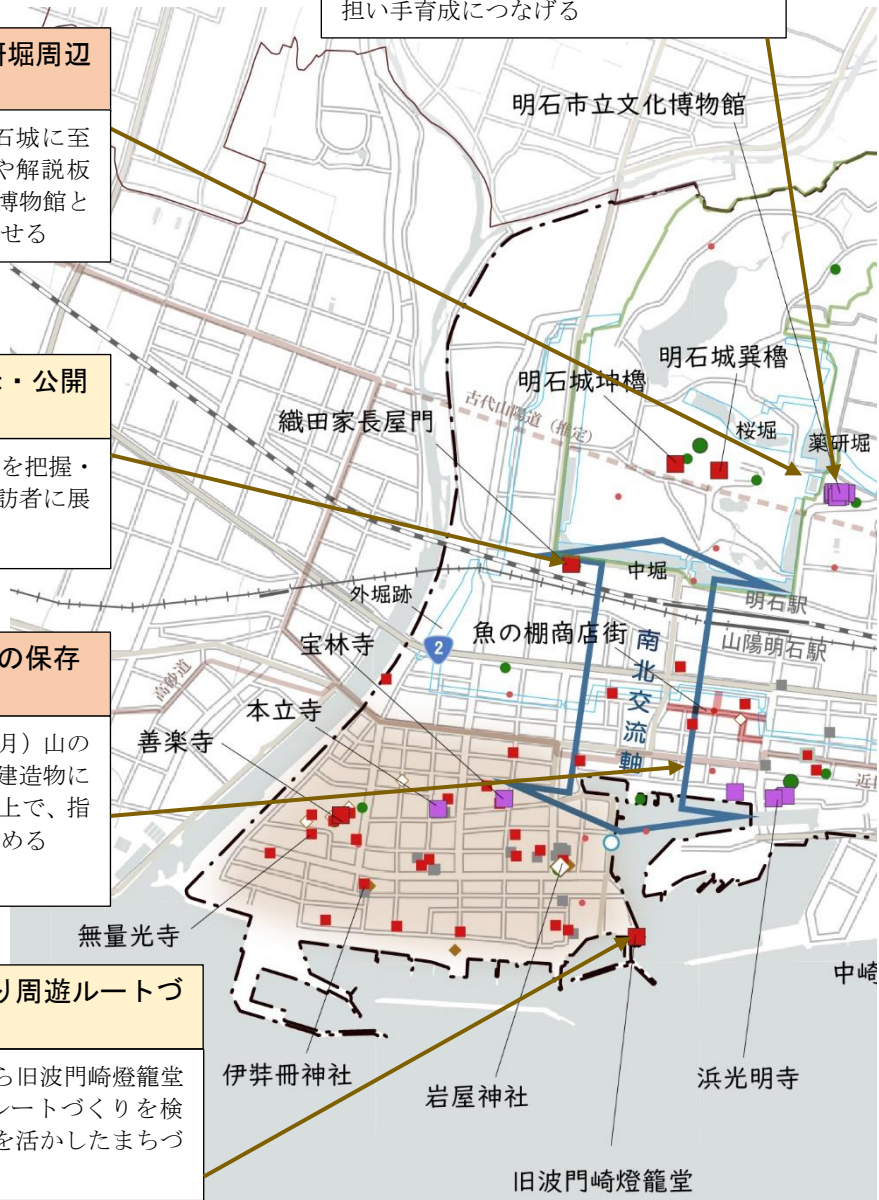 担い手育成につなげる
研堀周辺
石城に至
や解説板
博物館と
せる
明石市立文化博物館
・公開
を把握・
訪者に展
明石城巽櫓
明石城坤櫓
古代山陽道（推定）
織田家長屋門
桜堀
薬研堀
中堀
明石駅
山陽明石駅
外堀跡
2
魚の棚商店街
南北交流軸
宝林寺
の保存
月）山の
建造物に
上で、指
める
高砂道
本立寺
善楽寺
近
無量光寺
中崎
り周遊ルートづ
ら旧波門崎燈籠堂
ルートづくりを検
を活かしたまちづ
伊弉冊神社
岩屋神社
浜光明寺
旧波門崎燈籠堂